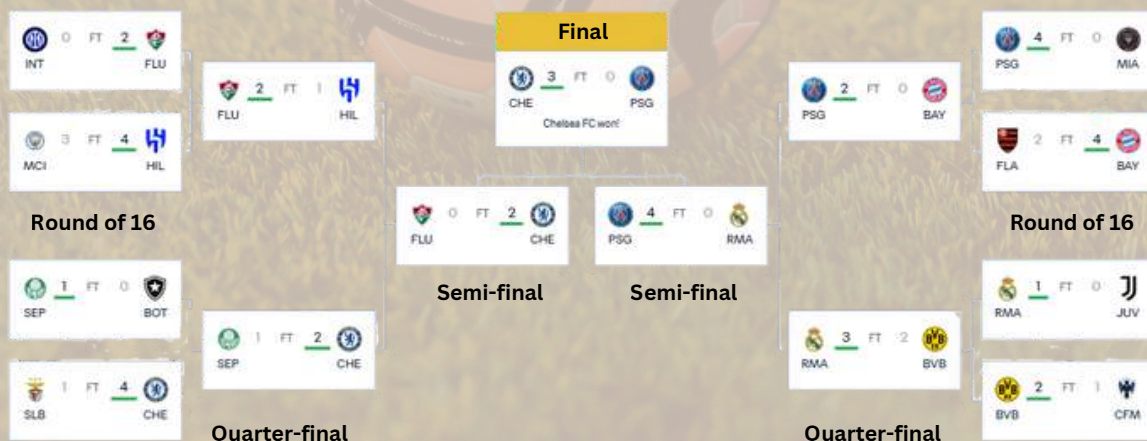 0 FT 2
INT FLU
3 FT 4
MCI HIL
Round of 16
1 FT 0
SEP BOT
1 FT 4
SLB CHE
2 FT 1
FLU HIL
1 FT 2
SEP CHE
Quarter-final
0 FT 2
FLU CHE
Semi-final
Final
3 FT 0
CHE PSG
Chelsea FC won!
4 FT 0
PSG RMA
Semi-final
2 FT 0
PSG BAY
3 FT 2
RMA BVB
Quarter-final
4 FT 0
PSG MIA
2 FT 4
FLA BAY
Round of 16
1 FT 0
RMA JUV
2 FT 1
BVB CFM